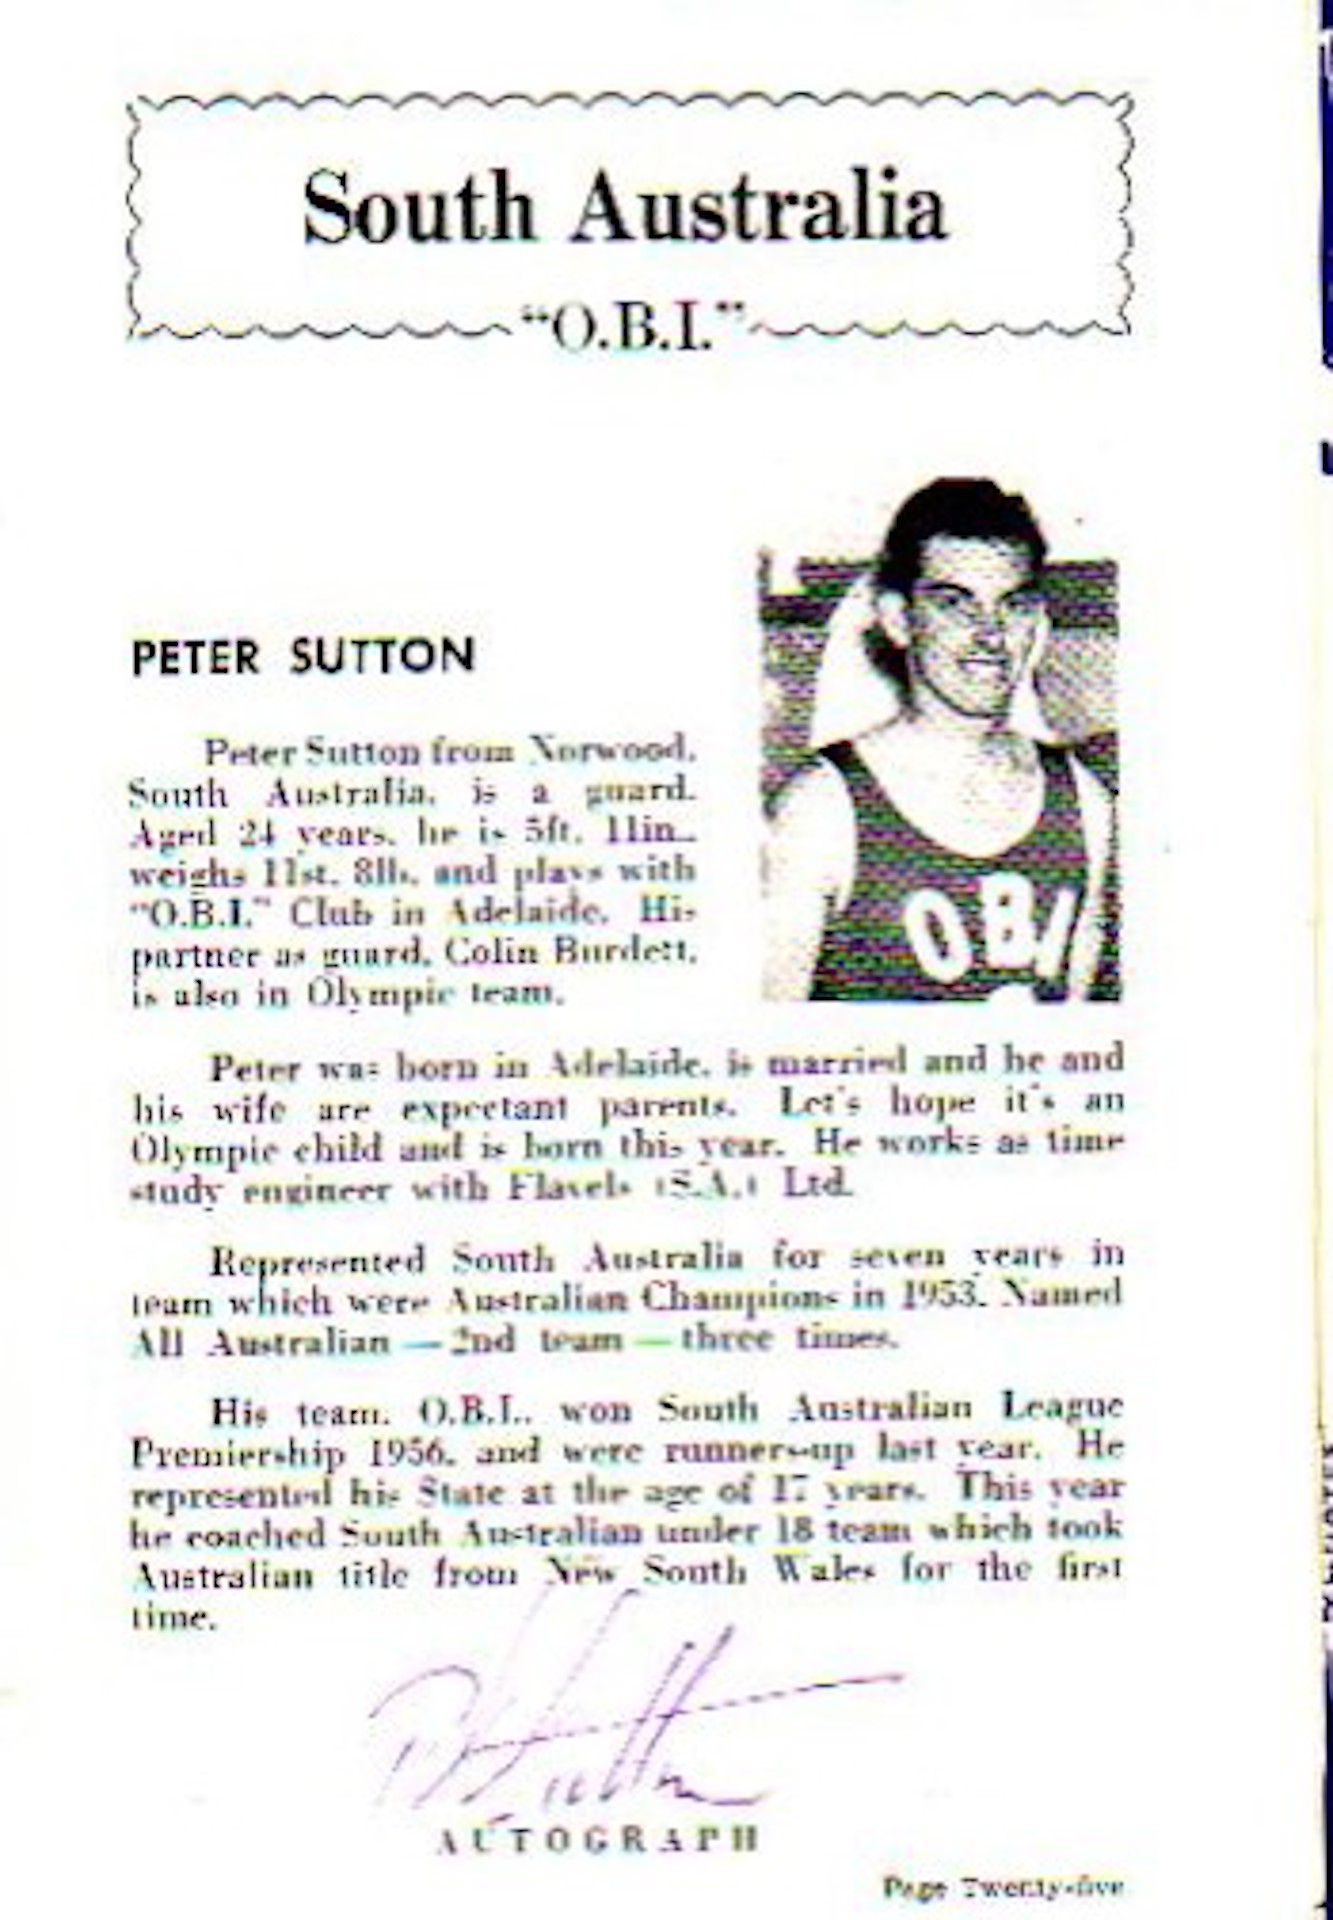 South Australia
"O.B.I."
OBI
PETER SUTTON
Peter Sutton from Norwood,
South Australia, is a guard.
Aged 24 years, he is 5ft. 11in.,
weighs 11st. 8lb. and plays with
"O.B.I." Club in Adelaide. His
partner as guard, Colin Burdett,
is also in Olympic team.
Peter was born in Adelaide, is married and he and
his wife are expectant parents. Let's hope it's an
Olympic child and is born this year. He works as time
study engineer with Flavels (S.A.) Ltd.
Represented South Australia for seven years in
team which were Australian Champions in 1953. Named
All Australian — 2nd team — three times.
His team, O.B.I., won South Australian League
Premiership 1956, and were runners-up last year. He
represented his State at the age of 17 years. This year
he coached South Australian under 18 team which took
Australian title from New South Wales for the first
time.
P Sutton
AUTOGRAPH
Page Twenty-five